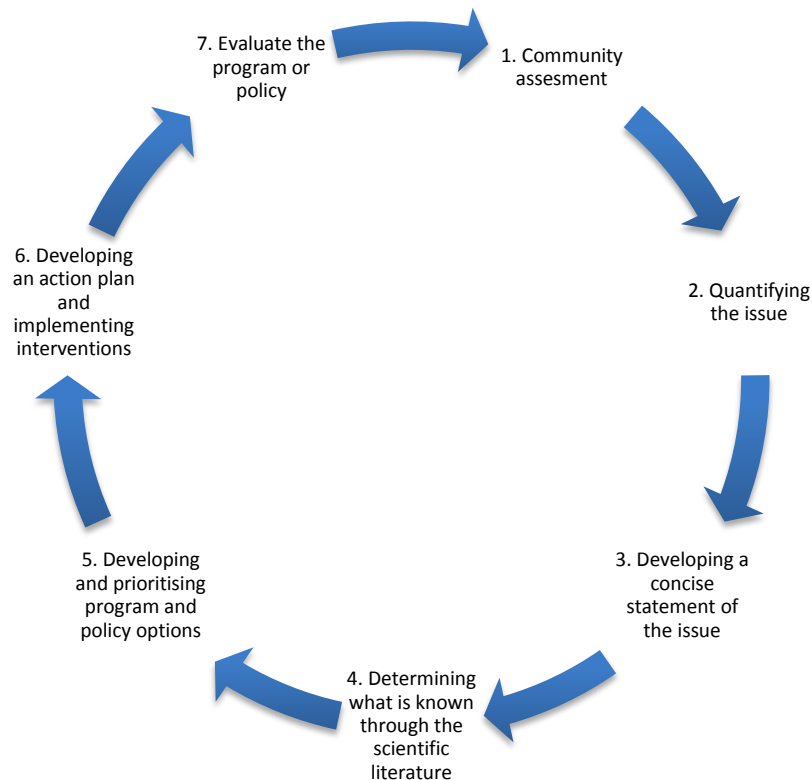 1. Community
assesment
2. Quantifying
the issue
3. Developing a
concise
statement of
the issue
4. Determining
what is known
through the
scientific
literature
5. Developing
and prioritising
program and
policy options
6. Developing
an action plan
and
implementing
interventions
7. Evaluate the
program or
policy